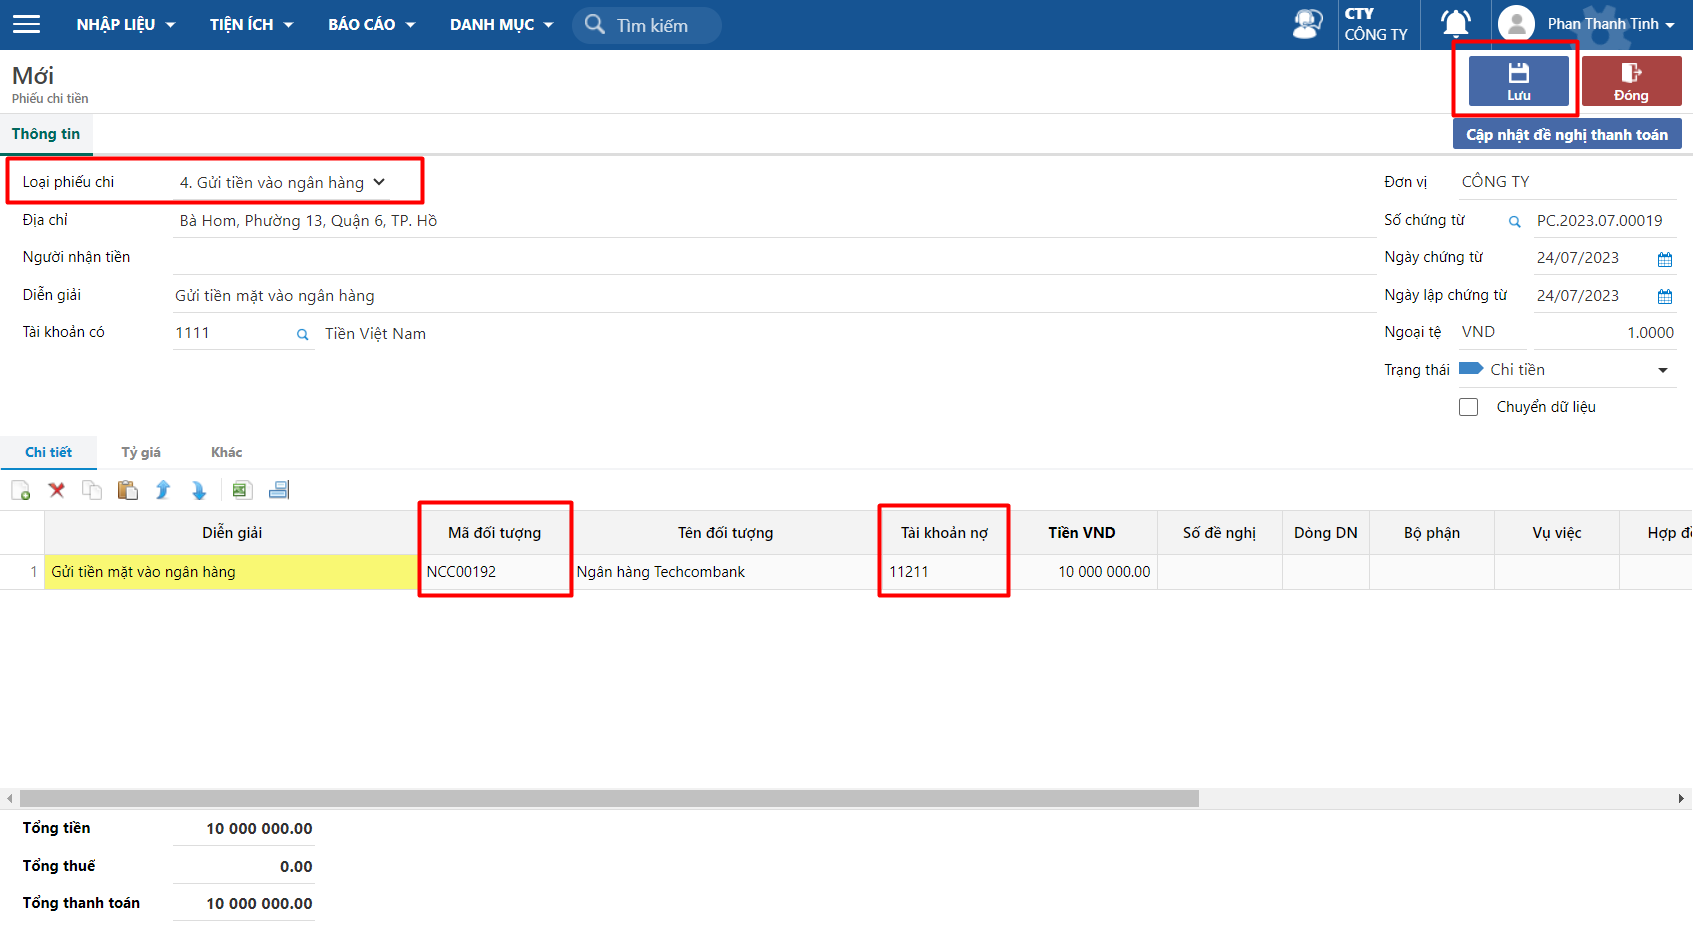 NHẬP LIỆU TIỆN ÍCH BÁO CÁO DANH MỤC Tìm kiếm CTY CÔNG TY Phan Thanh Tịnh
Mới
Phiếu chi tiền
Lưu
Đóng
Thông tin
Cập nhật đề nghị thanh toán
Loại phiếu chi 4. Gửi tiền vào ngân hàng
Đơn vị CÔNG TY
Địa chỉ Bà Hom, Phường 13, Quận 6, TP. Hồ
Số chứng từ PC.2023.07.00019
Người nhận tiền
Ngày chứng từ 24/07/2023
Diễn giải Gửi tiền mặt vào ngân hàng
Ngày lập chứng từ 24/07/2023
Tài khoản có 1111 Tiền Việt Nam
Ngoại tệ VND 1.0000
Trạng thái Chi tiền
Chuyển dữ liệu
Chi tiết Tỷ giá Khác
Diễn giải Mã đối tượng Tên đối tượng Tài khoản nợ Tiền VND Số đề nghị Dòng DN Bộ phận Vụ việc Hợp
1 Gửi tiền mặt vào ngân hàng NCC00192 Ngân hàng Techcombank 11211 10 000 000.00
Tổng tiền 10 000 000.00
Tổng thuế 0.00
Tổng thanh toán 10 000 000.00